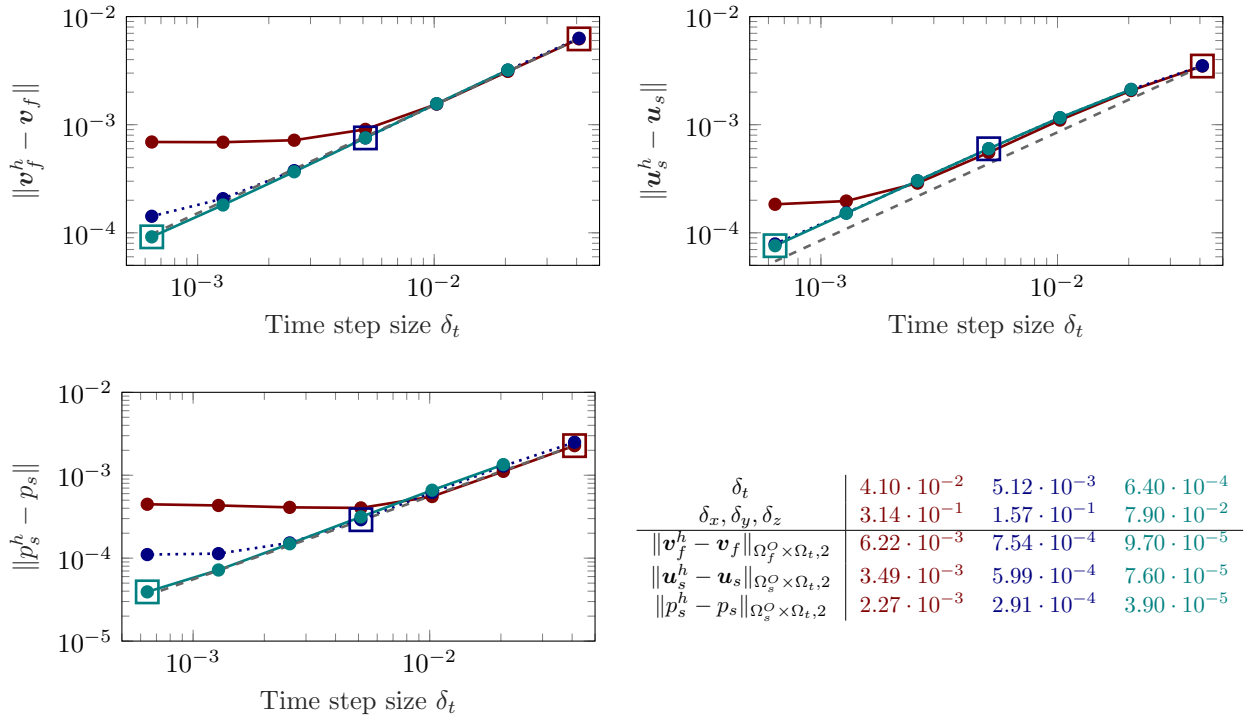 10⁻²
10⁻³
10⁻⁴
‖𝒗_f^h − 𝒗_f‖
10⁻³ 10⁻²
Time step size δ_t
10⁻²
10⁻³
10⁻⁴
‖𝒖_s^h − 𝒖_s‖
10⁻³ 10⁻²
Time step size δ_t
10⁻²
10⁻³
10⁻⁴
10⁻⁵
‖p_s^h − p_s‖
10⁻³ 10⁻²
Time step size δ_t
δ_t 4.10 · 10⁻² 5.12 · 10⁻³ 6.40 · 10⁻⁴
δ_x, δ_y, δ_z 3.14 · 10⁻¹ 1.57 · 10⁻¹ 7.90 · 10⁻²
‖𝒗_f^h − 𝒗_f‖_{Ω_f^O × Ω_t, 2} 6.22 · 10⁻³ 7.54 · 10⁻⁴ 9.70 · 10⁻⁵
‖𝒖_s^h − 𝒖_s‖_{Ω_s^O × Ω_t, 2} 3.49 · 10⁻³ 5.99 · 10⁻⁴ 7.60 · 10⁻⁵
‖p_s^h − p_s‖_{Ω_s^O × Ω_t, 2} 2.27 · 10⁻³ 2.91 · 10⁻⁴ 3.90 · 10⁻⁵